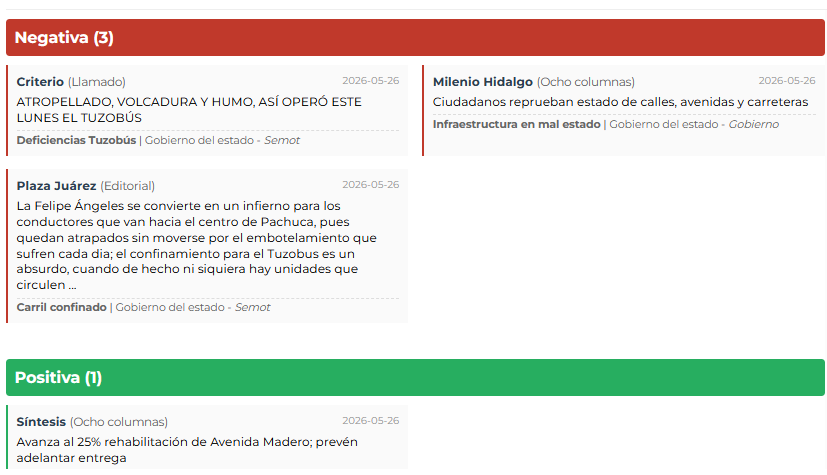 Negativa (3)
Criterio (Llamado) 2026-05-26
ATROPELLADO, VOLCADURA Y HUMO, ASÍ OPERÓ ESTE
LUNES EL TUZOBÚS
Deficiencias Tuzobús | Gobierno del estado - Semot
Milenio Hidalgo (Ocho columnas) 2026-05-26
Ciudadanos reprueban estado de calles, avenidas y carreteras
Infraestructura en mal estado | Gobierno del estado - Gobierno
Plaza Juárez (Editorial) 2026-05-26
La Felipe Ángeles se convierte en un infierno para los
conductores que van hacia el centro de Pachuca, pues
quedan atrapados sin moverse por el embotelamiento que
sufren cada dia; el confinamiento para el Tuzobus es un
absurdo, cuando de hecho ni siquiera hay unidades que
circulen ...
Carril confinado | Gobierno del estado - Semot
Positiva (1)
Síntesis (Ocho columnas) 2026-05-26
Avanza al 25% rehabilitación de Avenida Madero; prevén
adelantar entrega